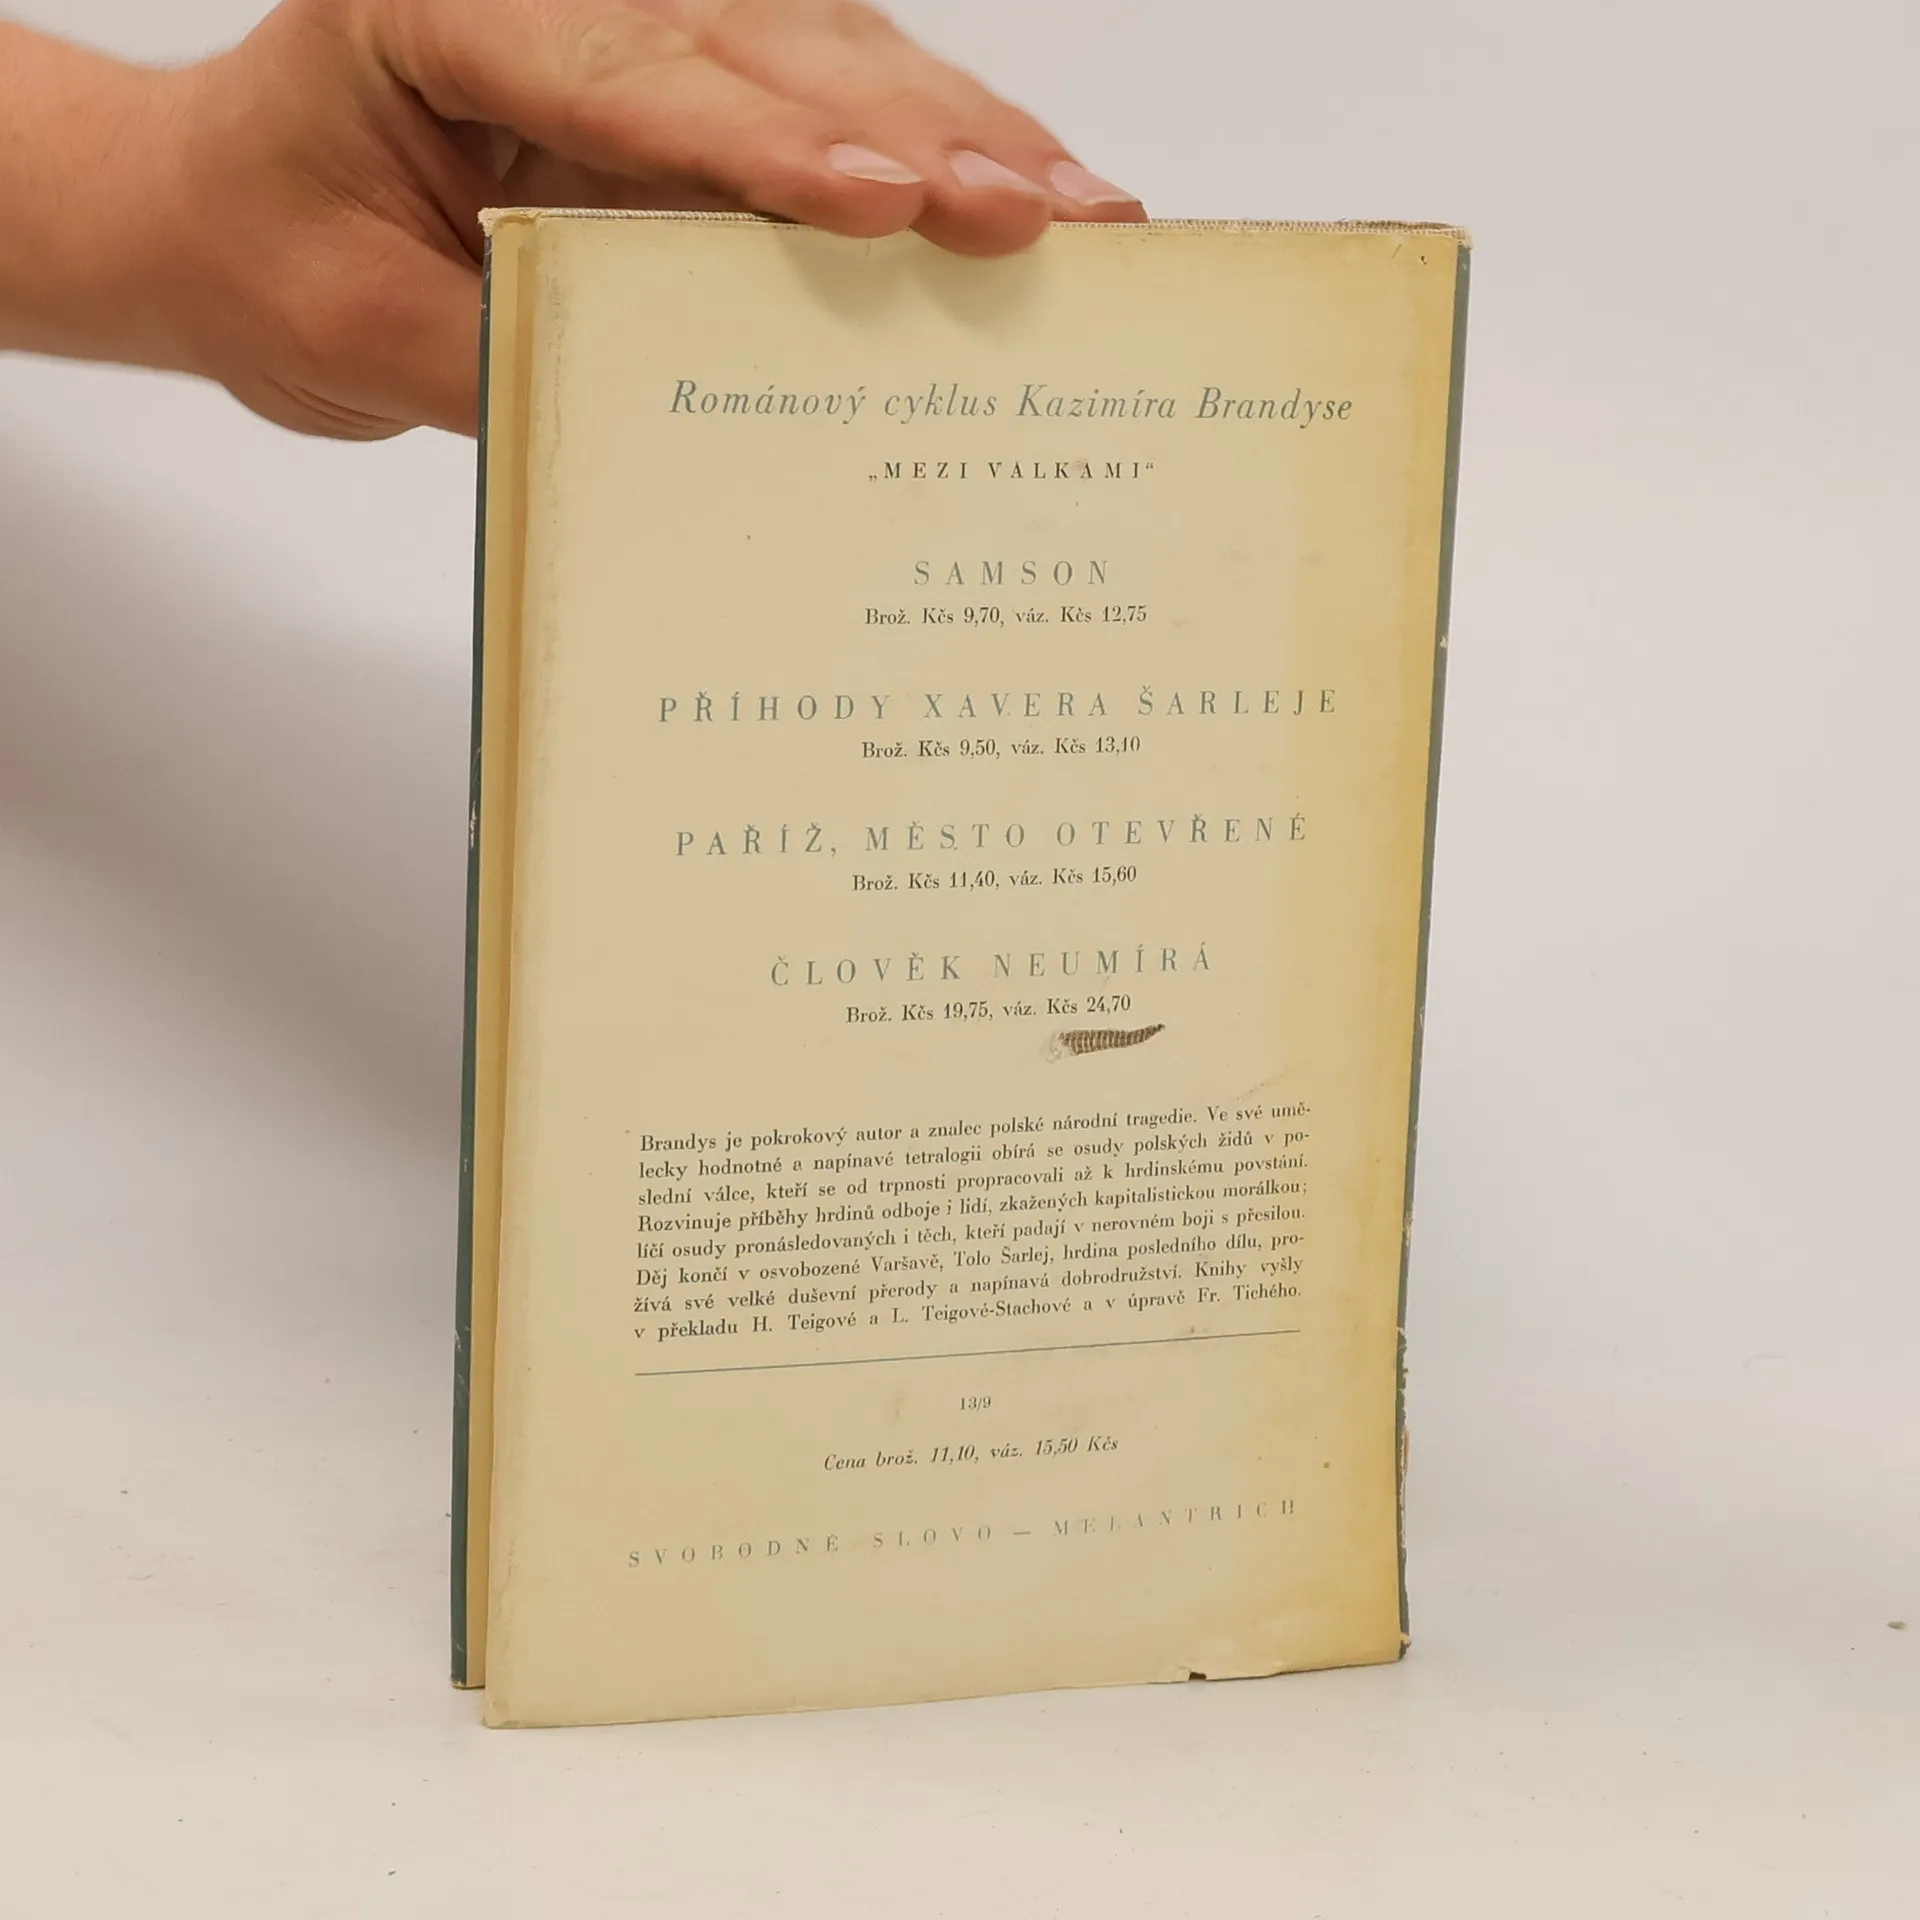 Románový cyklus Kazimíra Brandyse
„MEZI VÁLKAMI“
SAMSON
Brož. Kčs 9,70, váz. Kčs 12,75
PŘÍHODY XAVERA ŠARLEJE
Brož. Kčs 9,50, váz. Kčs 13,10
PAŘÍŽ, MĚSTO OTEVŘENÉ
Brož. Kčs 11,40, váz. Kčs 15,60
ČLOVĚK NEUMÍRÁ
Brož. Kčs 19,75, váz. Kčs 24,70
Brandys je pokrokový autor a znalec polské národní tragedie. Ve své umě-
lecky hodnotné a napínavé tetralogii obírá se osudy polských židů v po-
slední válce, kteří se od trpnosti propracovali až k hrdinskému povstání.
Rozvinuje příběhy hrdinů odboje i lidí, zkažených kapitalistickou morálkou;
líčí osudy pronásledovaných i těch, kteří padají v nerovném boji s přesilou.
Děj končí v osvobozené Varšavě, Tolo Šarlej, hrdina posledního dílu, pro-
žívá své velké duševní přerody a napínavá dobrodružství. Knihy vyšly
v překladu H. Teigové a L. Teigové-Stachové a v úpravě Fr. Tichého.
13/9
Cena brož. 11,10, váz. 15,50 Kčs
SVOBODNÉ SLOVO — MELANTRICH